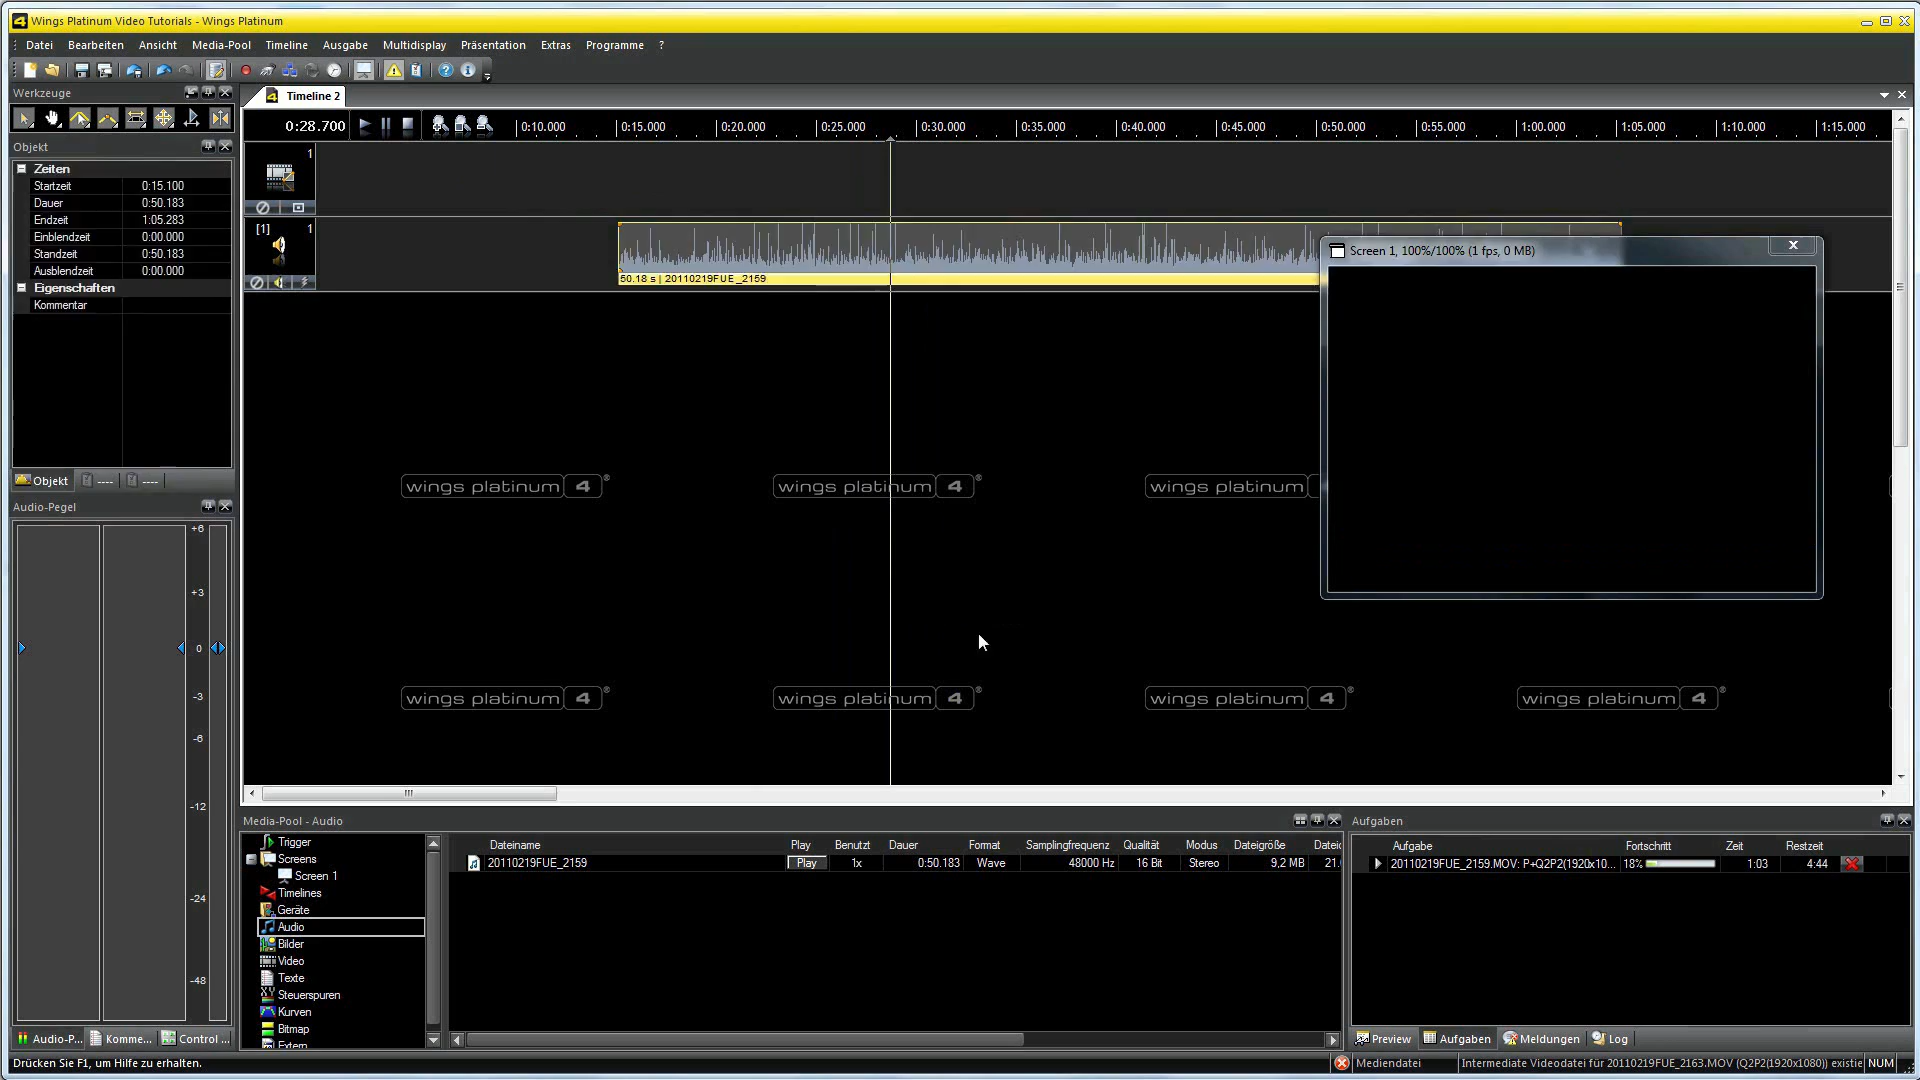 Wings Platinum Video Tutorials - Wings Platinum
Datei Bearbeiten Ansicht Media-Pool Timeline Ausgabe Multidisplay Präsentation Extras Programme ?
Werkzeuge
Timeline 2
0:28.700 0:10.000 0:15.000 0:20.000 0:25.000 0:30.000 0:35.000 0:40.000 0:45.000 0:50.000 0:55.000 1:00.000 1:05.000 1:10.000 1:15.000
Objekt
Zeiten
Startzeit 0:15.100
Dauer 0:50.183
Endzeit 1:05.283
Einblendzeit 0:00.000
Standzeit 0:50.183
Ausblendzeit 0:00.000
Eigenschaften
Kommentar
1
[1] 1
50.18 s | 20110219FUE_2159
Screen 1, 100%/100% (1 fps, 0 MB)
Objekt ---- ----
wings platinum 4® wings platinum 4® wings platinum
wings platinum 4® wings platinum 4® wings platinum 4® wings platinum 4®
Audio-Pegel
+6
+3
0
-3
-6
-12
-24
-48
Audio-P... Komme... Control ...
Media-Pool - Audio
Trigger
Screens
Screen 1
Timelines
Geräte
Audio
Bilder
Video
Texte
Steuerspuren
Kurven
Bitmap
Extern
Dateiname Play Benutzt Dauer Format Samplingfrequenz Qualität Modus Dateigröße Dateic
20110219FUE_2159 Play 1x 0:50.183 Wave 48000 Hz 16 Bit Stereo 9,2 MB 21.
Aufgaben
Aufgabe Fortschritt Zeit Restzeit
20110219FUE_2159.MOV: P+Q2P2(1920x10... 18% 1:03 4:44
Preview Aufgaben Meldungen Log
Drücken Sie F1, um Hilfe zu erhalten.
Mediendatei Intermediate Videodatei für 20110219FUE_2163.MOV (Q2P2(1920x1080)) existie NUM